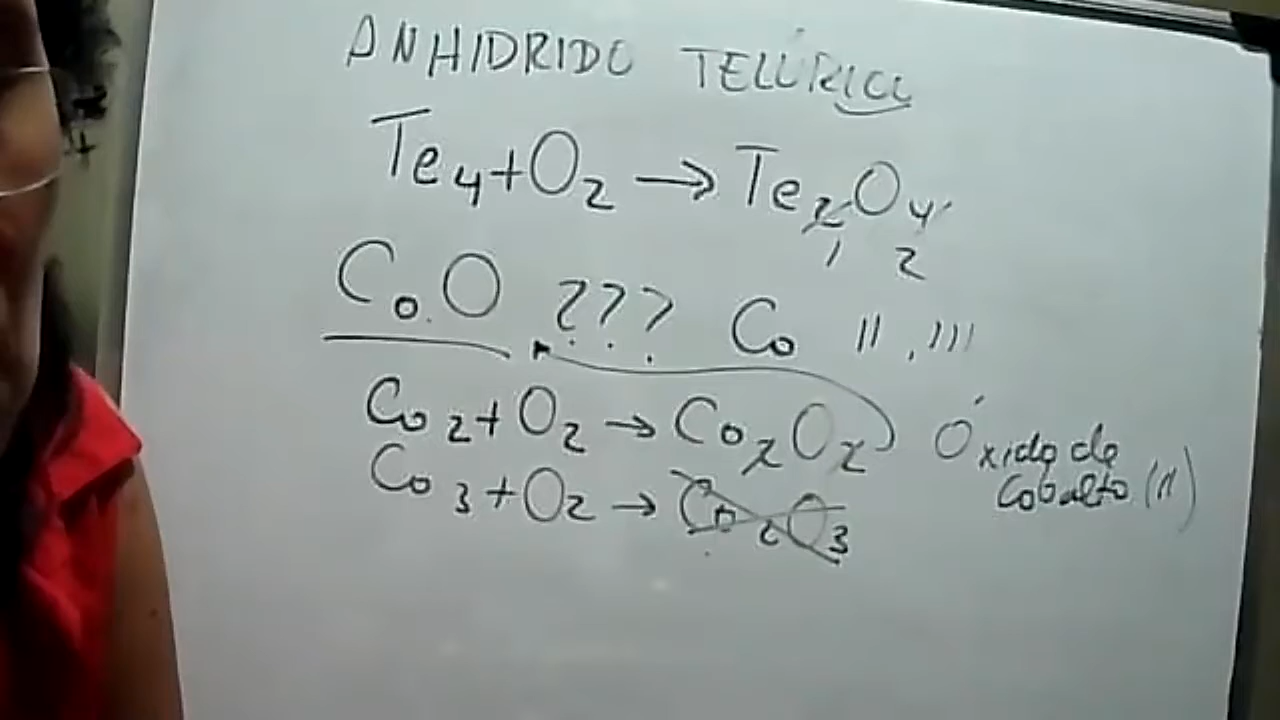 ANHIDRIDO TELÚRICO
Te₄+O₂→Te₂O₄
1 2
CoO ??? Co II, III
Co₂+O₂→Co₂O₂ Óxido de
Cobalto (II)
Co₃+O₂→Co₂O₃